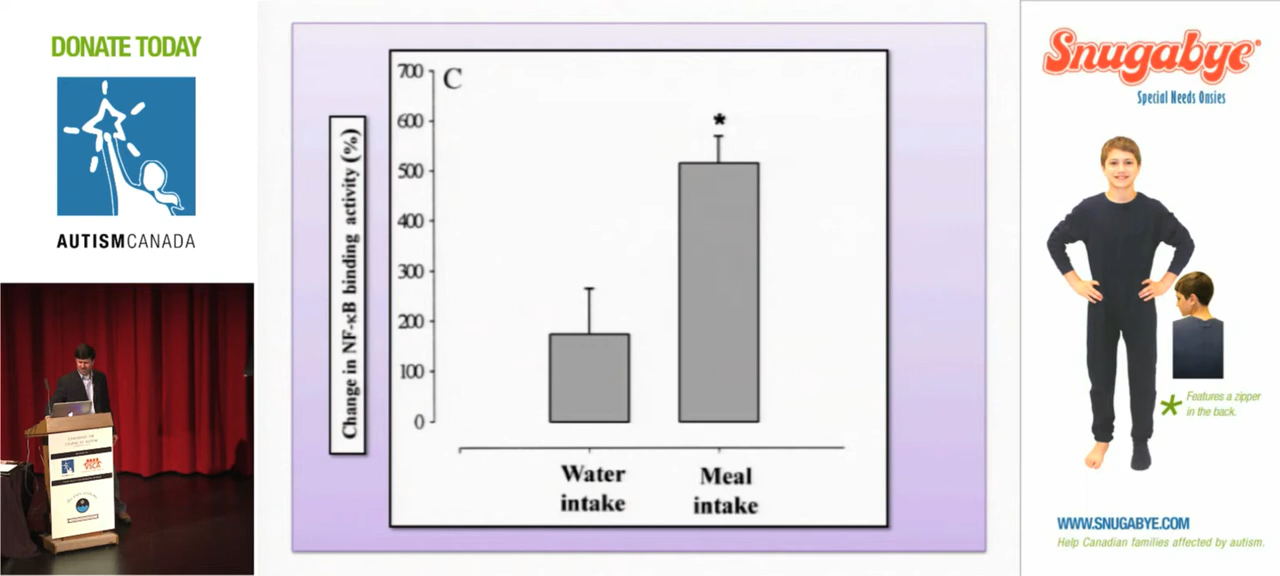 DONATE TODAY
AUTISMCANADA
C
700
600
500
400
300
200
100
0
*
Change in NF-κB binding activity (%)
Water
intake
Meal
intake
Snugabye
Special Needs Onsies
* Features a zipper
in the back.
WWW.SNUGABYE.COM
Help Canadian families affected by autism.